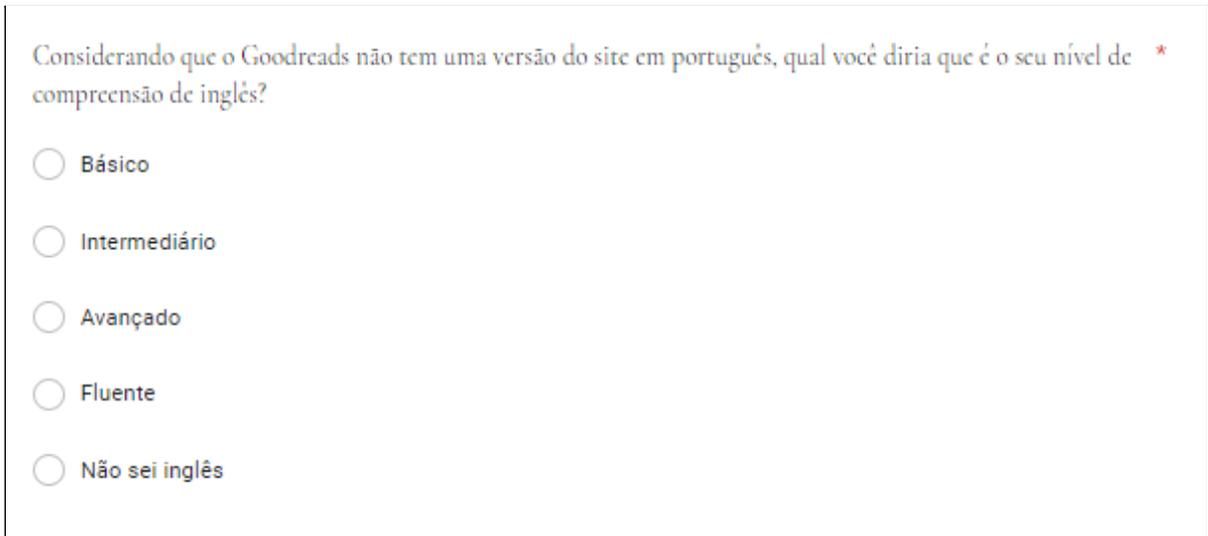 Considerando que o Goodreads não tem uma versão do site em português, qual você diria que é o seu nível de *
compreensão de inglês?
Básico
Intermediário
Avançado
Fluente
Não sei inglês